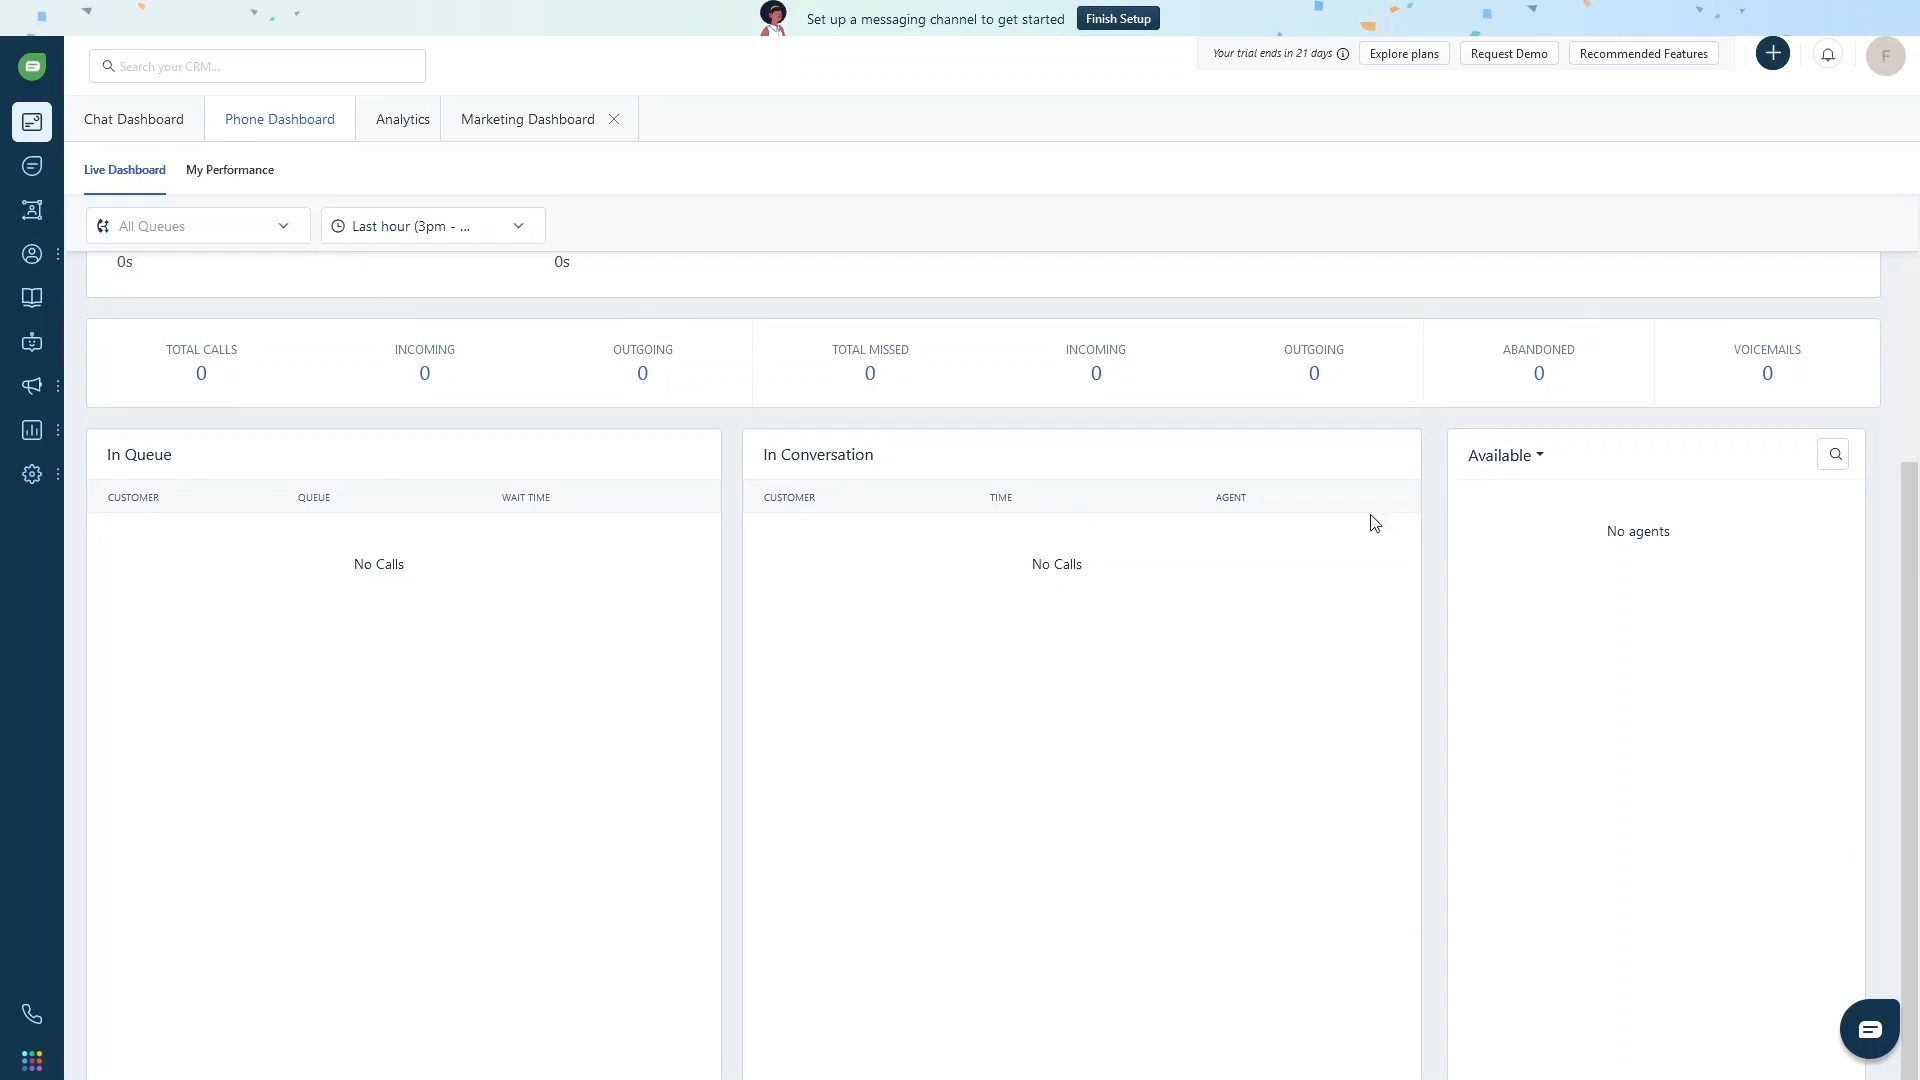 Set up a messaging channel to get started Finish Setup
Search your CRM...
Your trial ends in 21 days Explore plans Request Demo Recommended Features
F
Chat Dashboard Phone Dashboard Analytics Marketing Dashboard
Live Dashboard My Performance
All Queues Last hour (3pm - ...
0s 0s
TOTAL CALLS INCOMING OUTGOING TOTAL MISSED INCOMING OUTGOING ABANDONED VOICEMAILS
0 0 0 0 0 0 0 0
In Queue In Conversation Available
CUSTOMER QUEUE WAIT TIME CUSTOMER TIME AGENT
No agents
No Calls No Calls